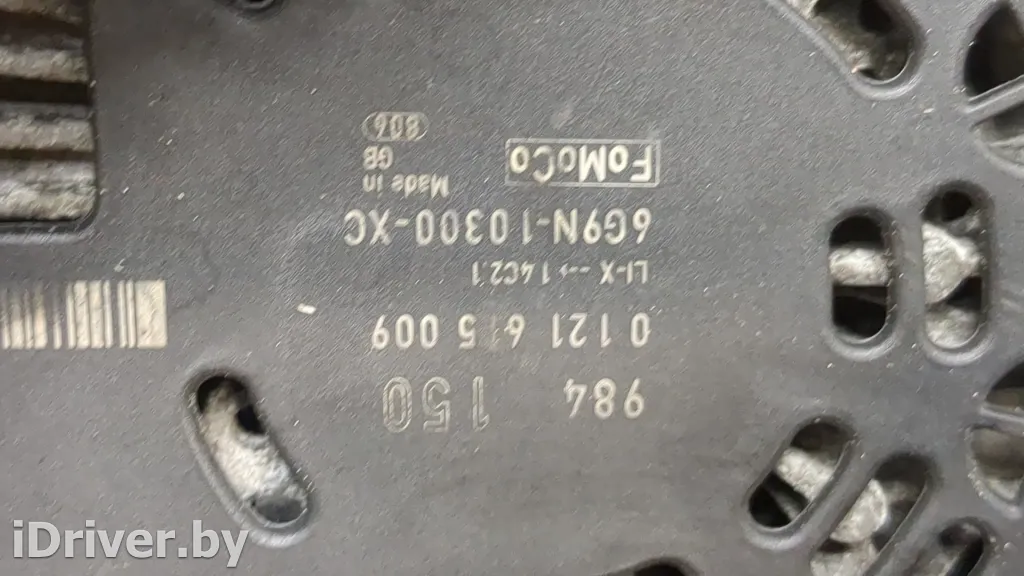 984 150
0 121 615 009
LI-X --> 14C2.1
6G9N-10300-XC
FoMoCo
Made in
GB
iDriver.by